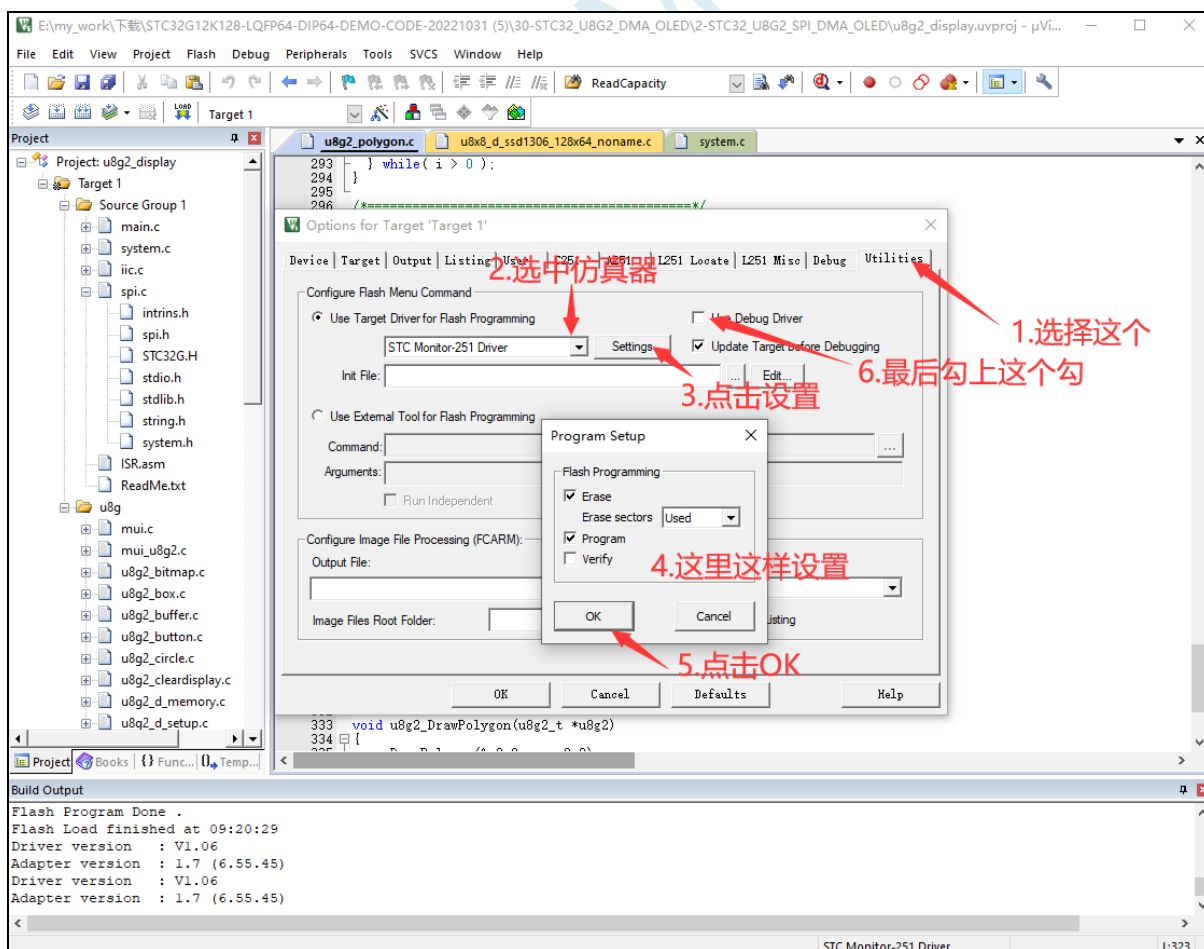 E:\my_work\下载\STC32G12K128-LQFP64-DIP64-DEMO-CODE-20221031 (5)\30-STC32_U8G2_DMA_OLED\2-STC32_U8G2_SPI_DMA_OLED\u8g2_display.uvproj - µVi...
File Edit View Project Flash Debug Peripherals Tools SVCS Window Help
ReadCapacity
LOAD Target 1
Project
u8g2_polygon.c u8x8_d_ssd1306_128x64_noname.c system.c
Project: u8g2_display
Target 1
Source Group 1
main.c
system.c
iic.c
spi.c
intrins.h
spi.h
STC32G.H
stdio.h
stdlib.h
string.h
system.h
ISR.asm
ReadMe.txt
u8g
mui.c
mui_u8g2.c
u8g2_bitmap.c
u8g2_box.c
u8g2_buffer.c
u8g2_button.c
u8g2_circle.c
u8g2_cleardisplay.c
u8g2_d_memory.c
u8g2_d_setup.c
Project Books {} Func... Temp...
293 } while( i > 0 );
294 }
295
296 /*============================================*/
Options for Target 'Target 1'
Device Target Output Listing User C251 A251 L251 Locate L251 Misc Debug Utilities
2.选中仿真器
Configure Flash Menu Command
Use Target Driver for Flash Programming
Use Debug Driver
1.选择这个
STC Monitor-251 Driver Settings Update Target before Debugging
6.最后勾上这个勾
Init File: ... Edit...
3.点击设置
Use External Tool for Flash Programming
Command: ...
Arguments:
Run Independent
Program Setup
Flash Programming
Erase
Erase sectors Used
Program
Verify
4.这里这样设置
OK Cancel
5.点击OK
Configure Image File Processing (FCARM):
Output File:
Image Files Root Folder:
isting
OK Cancel Defaults Help
333 void u8g2_DrawPolygon(u8g2_t *u8g2)
334 {
Build Output
Flash Program Done .
Flash Load finished at 09:20:29
Driver version : V1.06
Adapter version : 1.7 (6.55.45)
Driver version : V1.06
Adapter version : 1.7 (6.55.45)
STC Monitor-251 Driver L:323